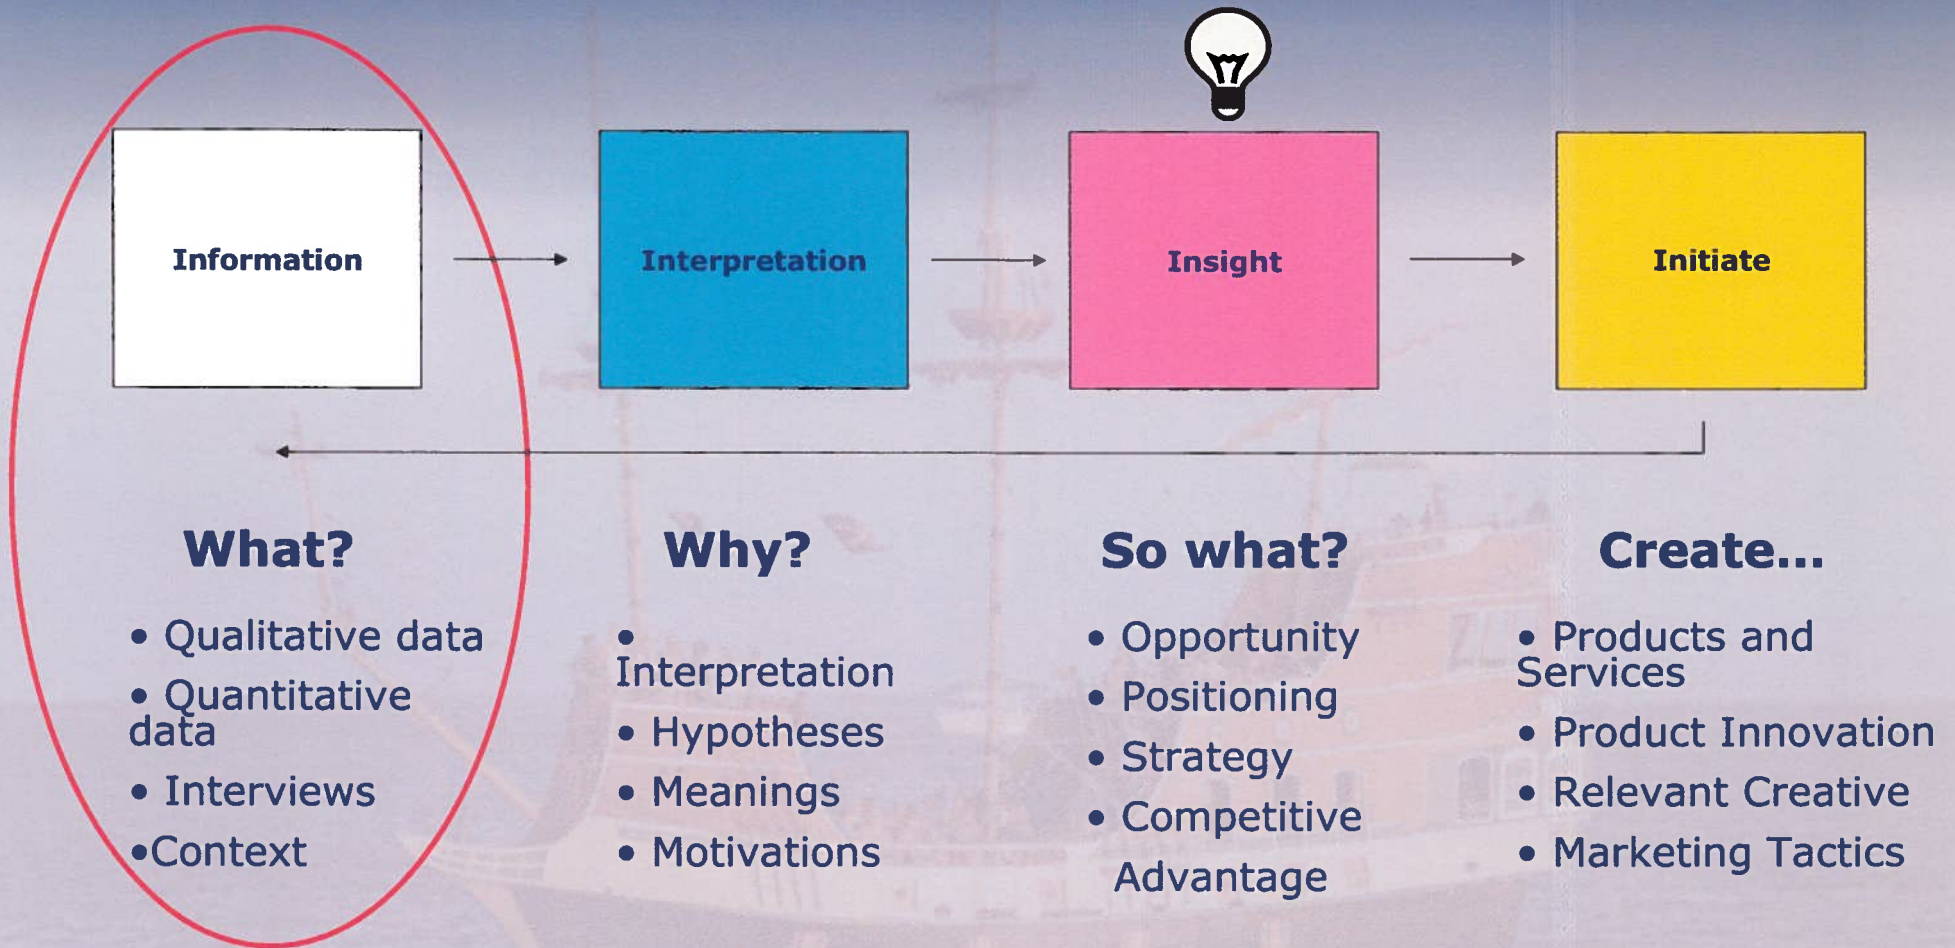 Information
Interpretation
Insight
Initiate
What?
• Qualitative data
• Quantitative
data
• Interviews
•Context
Why?
•
Interpretation
• Hypotheses
• Meanings
• Motivations
So what?
• Opportunity
• Positioning
• Strategy
• Competitive
Advantage
Create...
• Products and
Services
• Product Innovation
• Relevant Creative
• Marketing Tactics